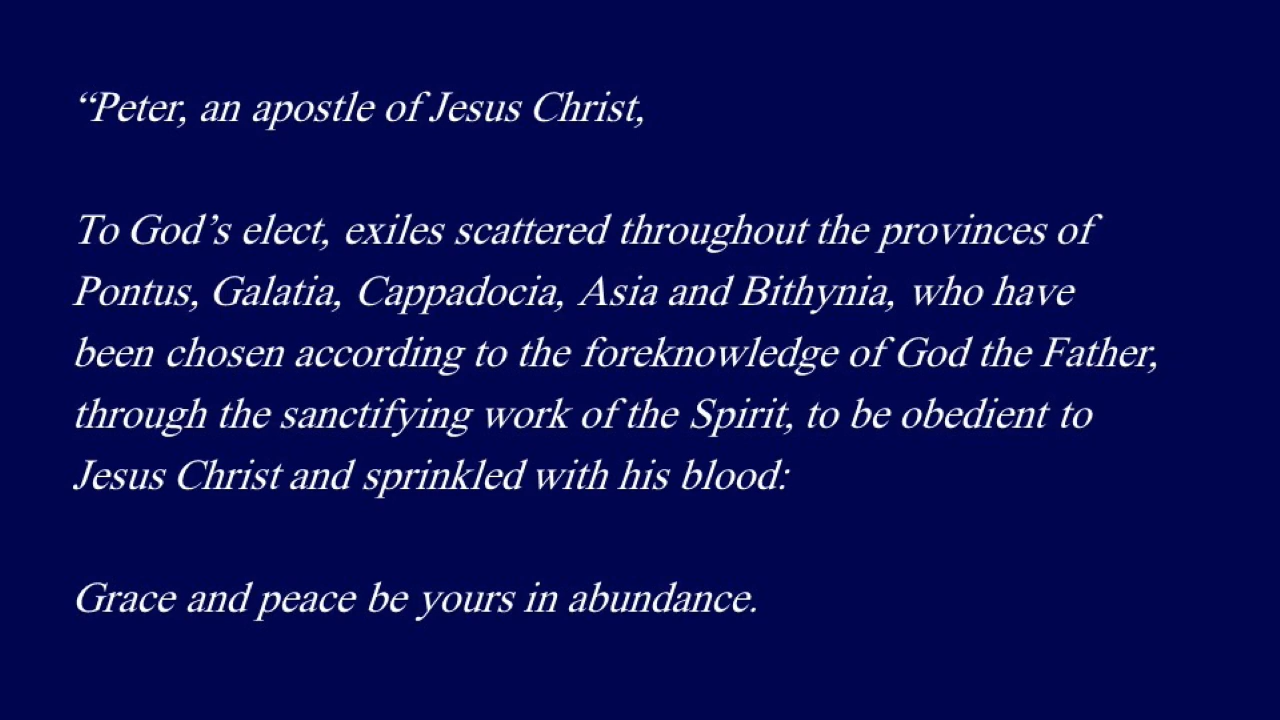 “Peter, an apostle of Jesus Christ,
To God’s elect, exiles scattered throughout the provinces of
Pontus, Galatia, Cappadocia, Asia and Bithynia, who have
been chosen according to the foreknowledge of God the Father,
through the sanctifying work of the Spirit, to be obedient to
Jesus Christ and sprinkled with his blood:
Grace and peace be yours in abundance.